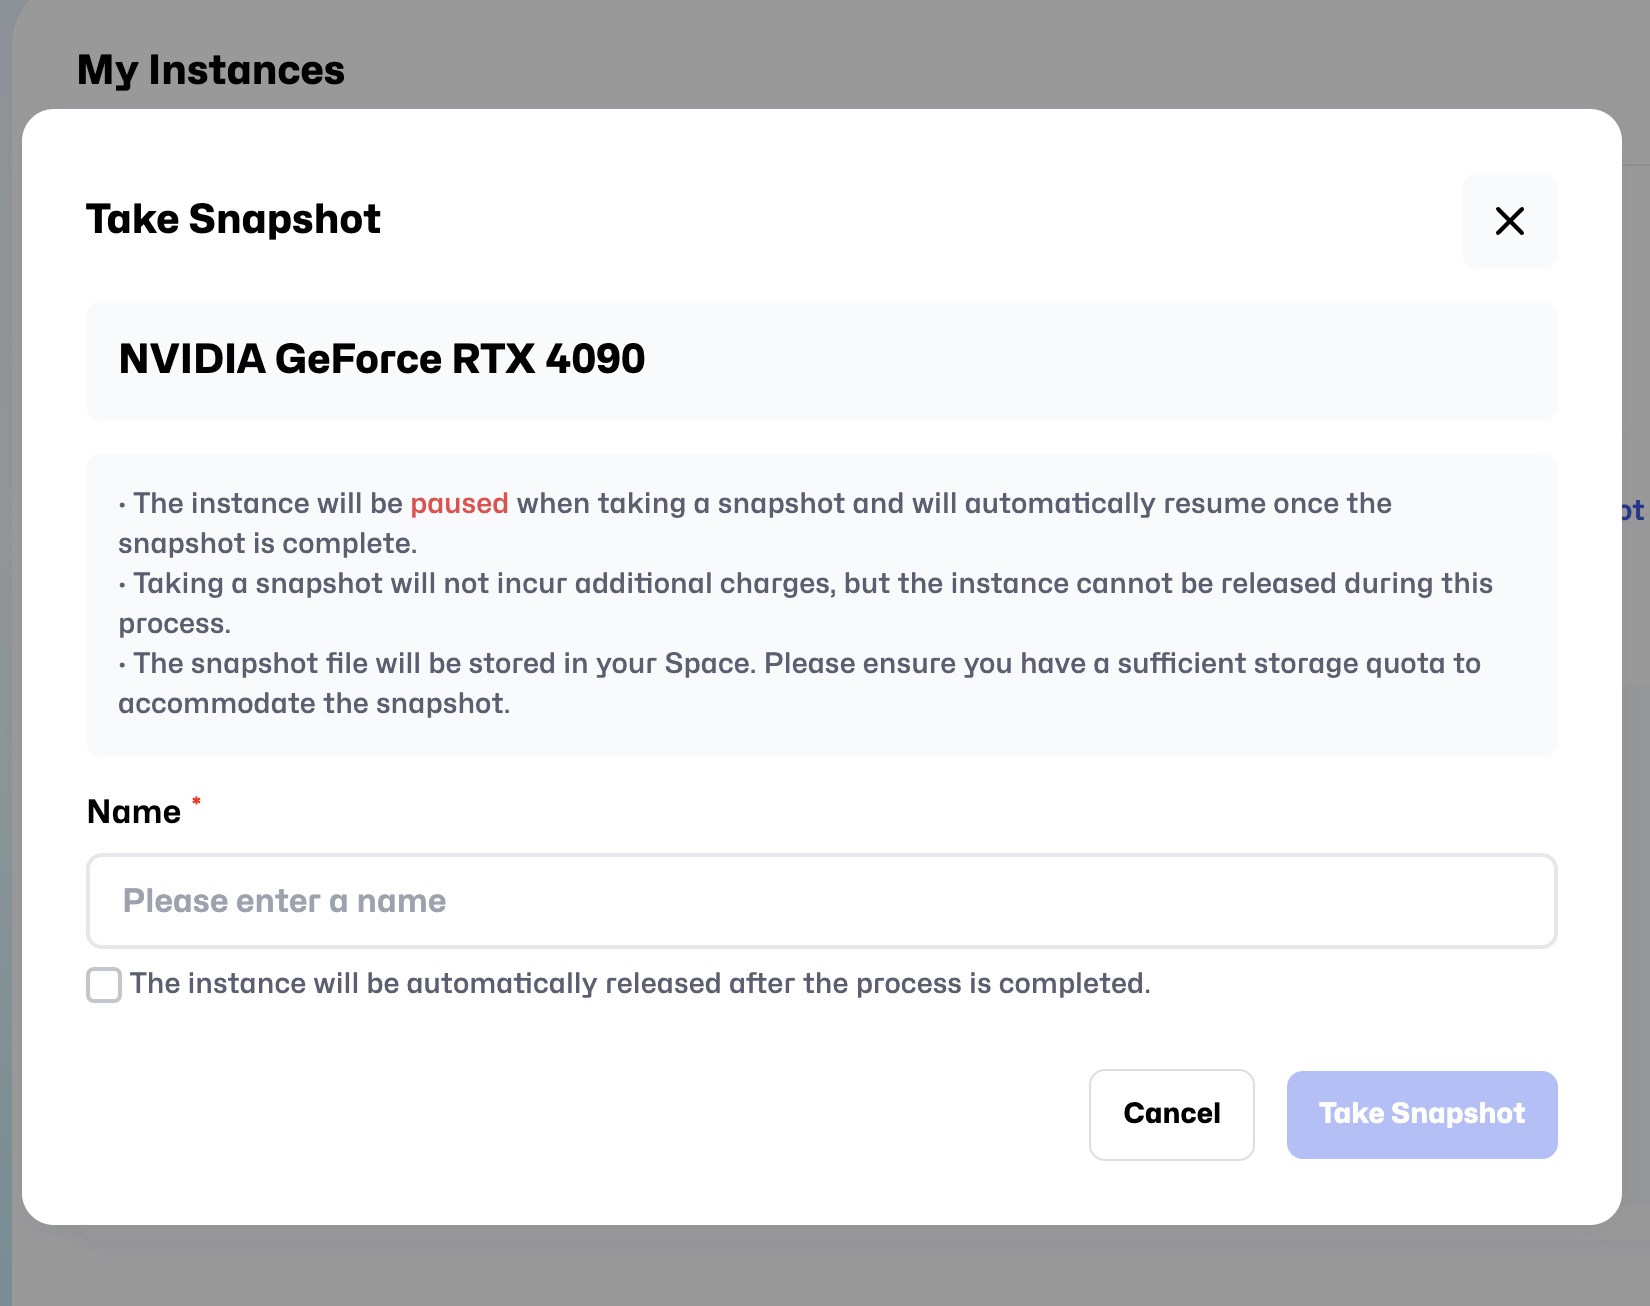 My Instances
Take Snapshot
NVIDIA GeForce RTX 4090
• The instance will be paused when taking a snapshot and will automatically resume once the
snapshot is complete.
• Taking a snapshot will not incur additional charges, but the instance cannot be released during this
process.
• The snapshot file will be stored in your Space. Please ensure you have a sufficient storage quota to
accommodate the snapshot.
Name *
Please enter a name
The instance will be automatically released after the process is completed.
Cancel
Take Snapshot